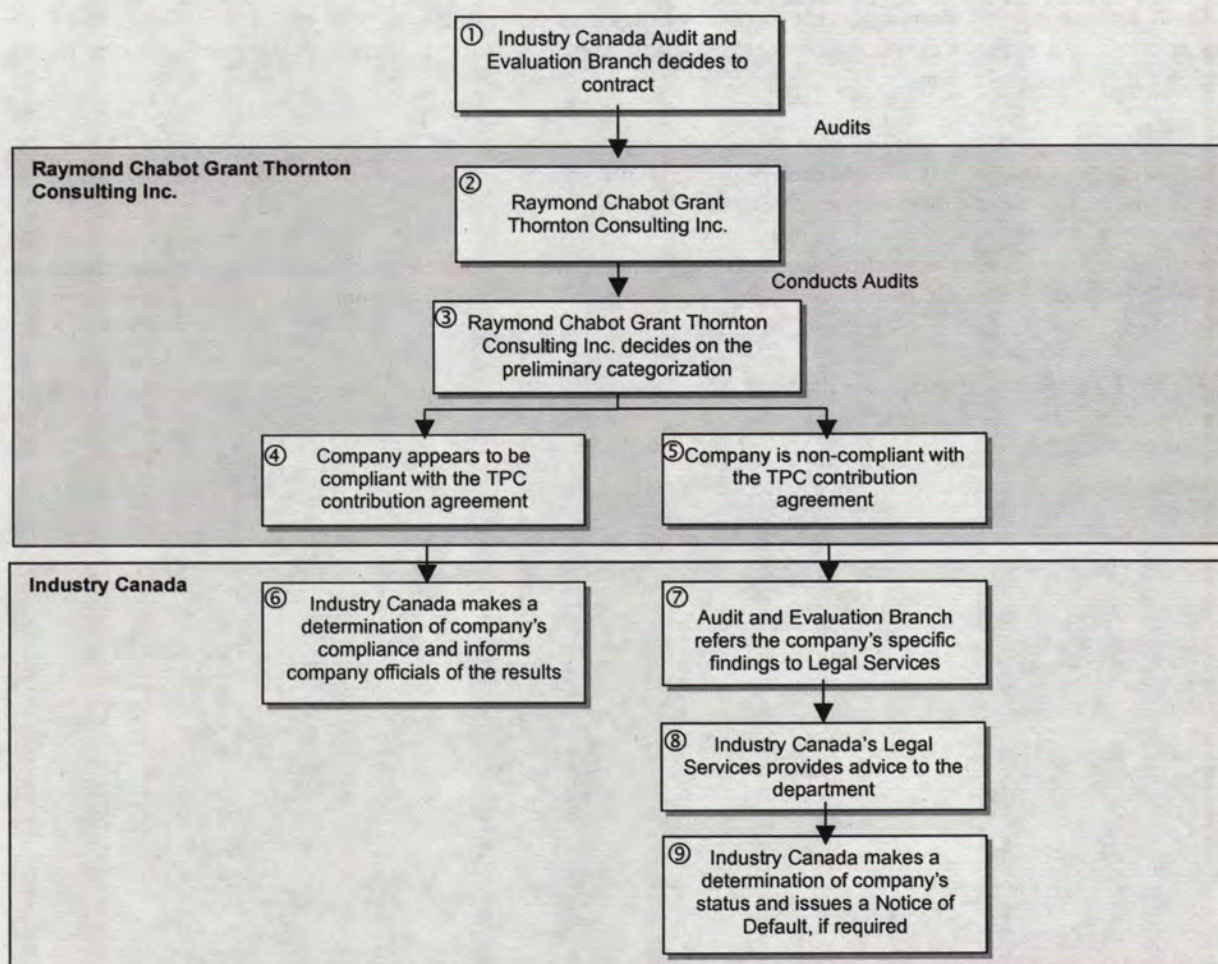 ① Industry Canada Audit and
Evaluation Branch decides to
contract
Audits
Raymond Chabot Grant Thornton
Consulting Inc.
② Raymond Chabot Grant
Thornton Consulting Inc.
Conducts Audits
③ Raymond Chabot Grant Thornton
Consulting Inc. decides on the
preliminary categorization
④ Company appears to be
compliant with the TPC
contribution agreement
⑤ Company is non-compliant with
the TPC contribution
agreement
Industry Canada
⑥ Industry Canada makes a
determination of company's
compliance and informs
company officials of the results
⑦ Audit and Evaluation Branch
refers the company's specific
findings to Legal Services
⑧ Industry Canada's Legal
Services provides advice to the
department
⑨ Industry Canada makes a
determination of company's
status and issues a Notice of
Default, if required